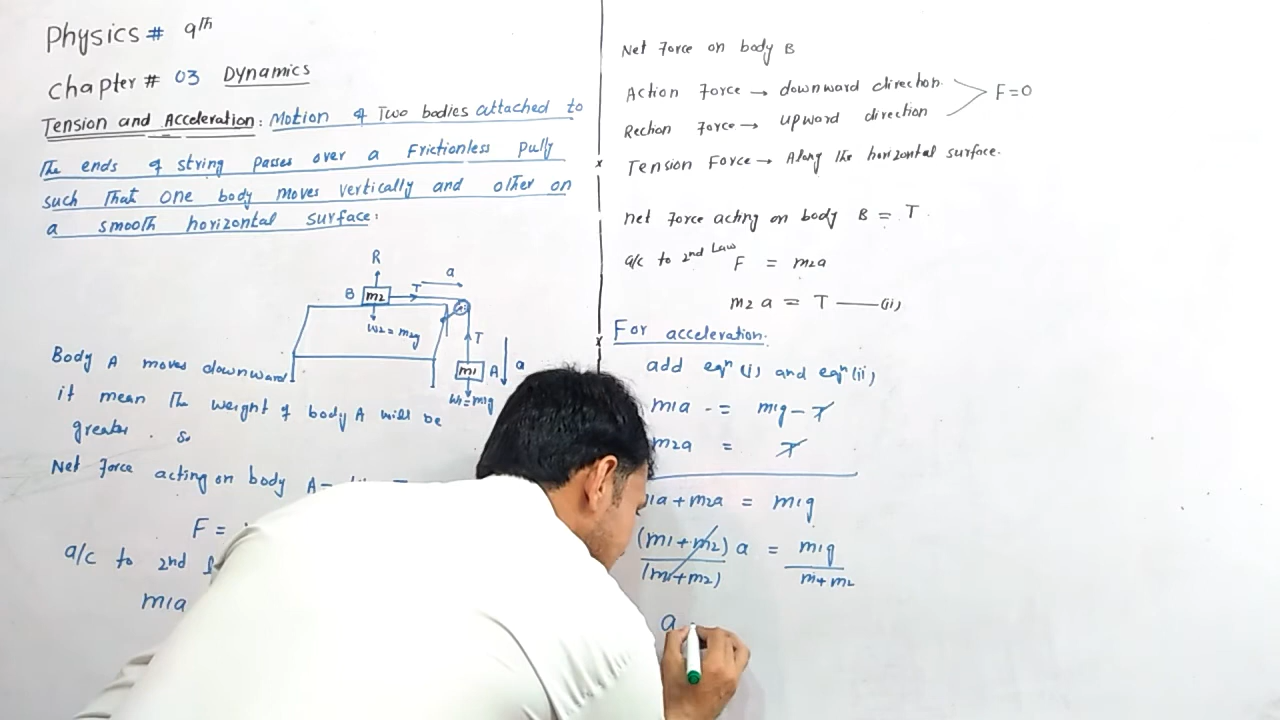 Physics # 9th
Chapter # 03 Dynamics
Tension and Acceleration: Motion of Two bodies attached to
The ends of string passes over a Frictionless pully
such That one body moves vertically and other on
a smooth horizontal surface:
R
a
B m2 T
W2 = m2g
T
m1 A a
W1 = m1g
Body A moves downward
it mean The weight of body A will be
greater. So
Net Force acting on body A =
F =
a/c to 2nd
m1a
Net Force on body B
Action Force → downward direction.
Rection Force → upward direction
F = 0
Tension Force → Along the horizontal surface.
Net Force acting on body B = T.
a/c to 2nd Law F = m2a
m2 a = T —— (ii)
For acceleration.
add eqn (i) and eqn (ii)
m1a = m1g - T
m2a = T
1a + m2a = m1g
(m1 + m2) a = m1g
(m1 + m2) m1 + m2
a